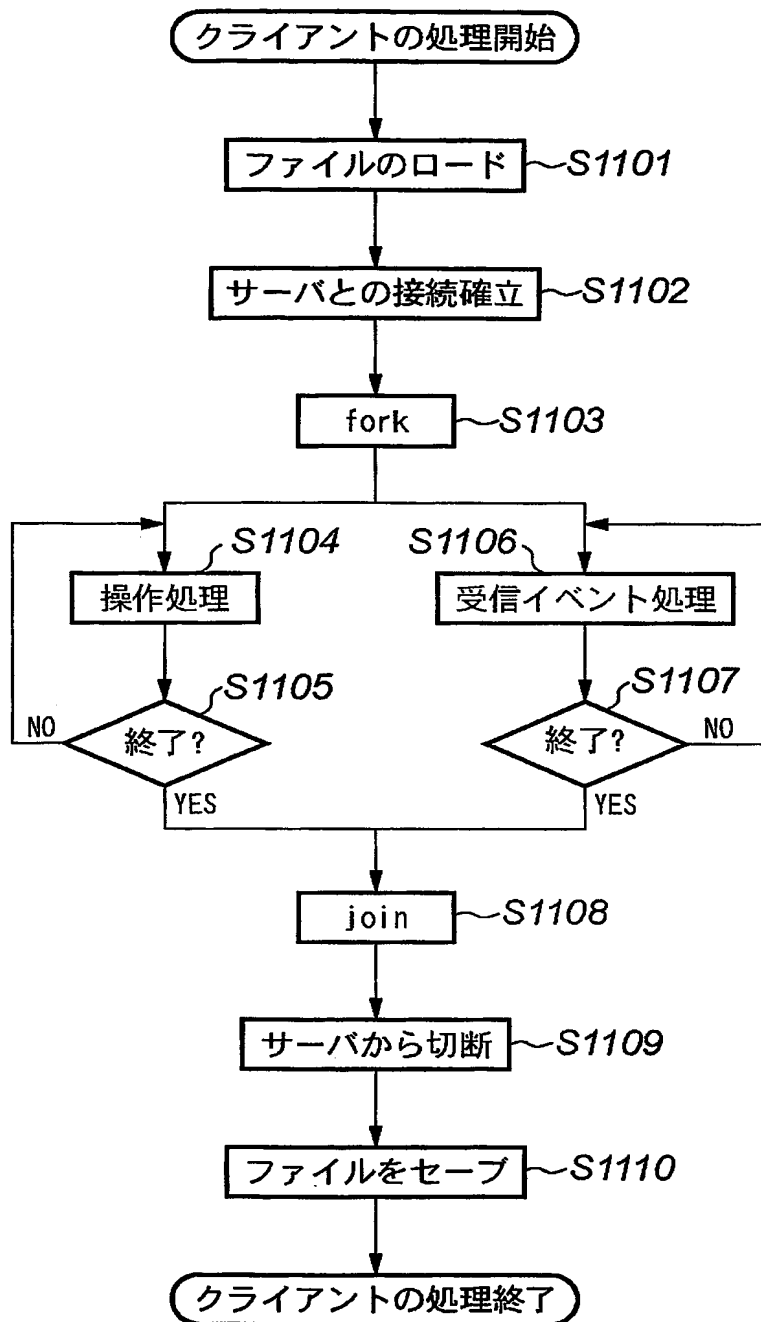 クライアントの処理開始
ファイルのロード
S1101
サーバとの接続確立
S1102
fork
S1103
S1104
操作処理
S1105
終了?
NO
YES
S1106
受信イベント処理
S1107
終了?
NO
YES
join
S1108
サーバから切断
S1109
ファイルをセーブ
S1110
クライアントの処理終了